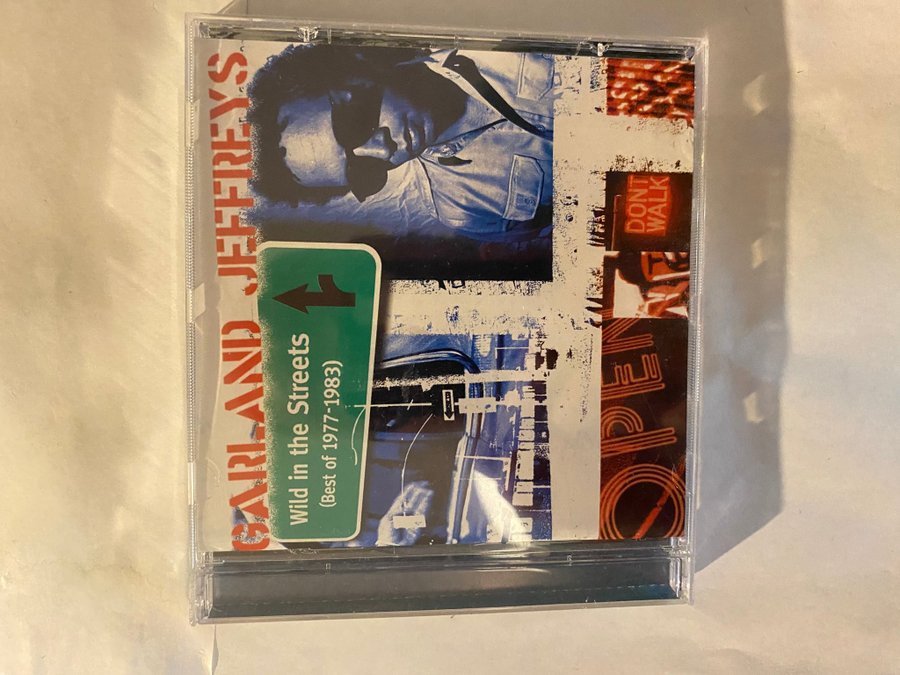 GARLAND JEFFREYS
Wild in the Streets
(Best of 1977-1983)
DONT
WALK
OPEN